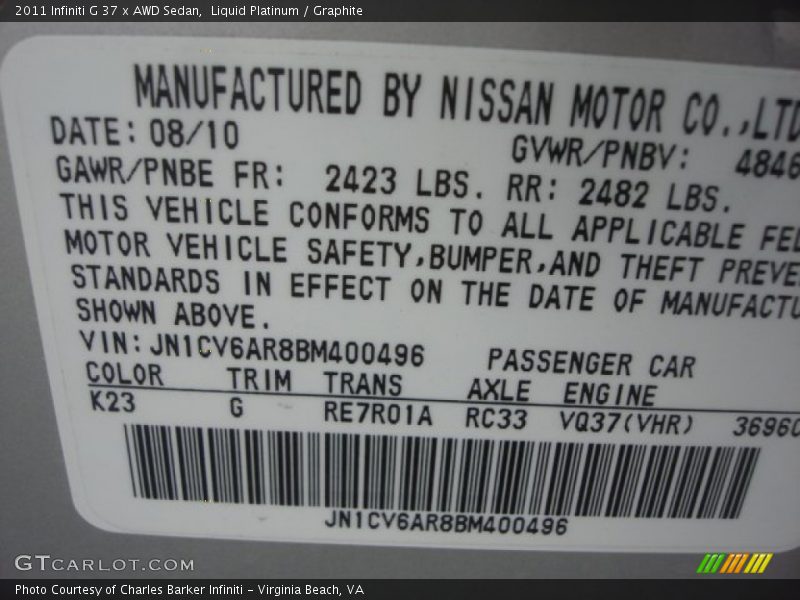 2011 Infiniti G 37 x AWD Sedan,  Liquid Platinum / Graphite
MANUFACTURED BY NISSAN MOTOR CO.,LTD
DATE: 08/10 GVWR/PNBV: 4846
GAWR/PNBE FR: 2423 LBS. RR: 2482 LBS.
THIS VEHICLE CONFORMS TO ALL APPLICABLE FED
MOTOR VEHICLE SAFETY,BUMPER,AND THEFT PREVE
STANDARDS IN EFFECT ON THE DATE OF MANUFACTU
SHOWN ABOVE.
VIN: JN1CV6AR8BM400496 PASSENGER CAR
COLOR TRIM TRANS AXLE ENGINE
K23 G RE7R01A RC33 VQ37(VHR) 3696C
JN1CV6AR8BM400496
GTCARLOT.COM
Photo Courtesy of Charles Barker Infiniti - Virginia Beach, VA